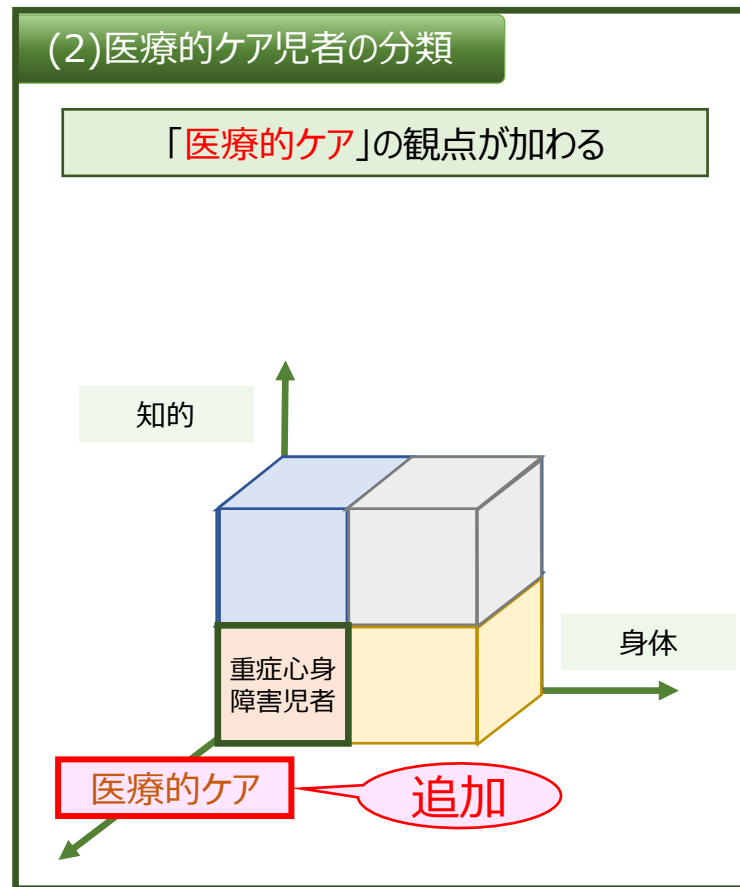 (2)医療的ケア児者の分類
「医療的ケア」の観点が加わる
知的
身体
重症心身
障害児者
医療的ケア
追加